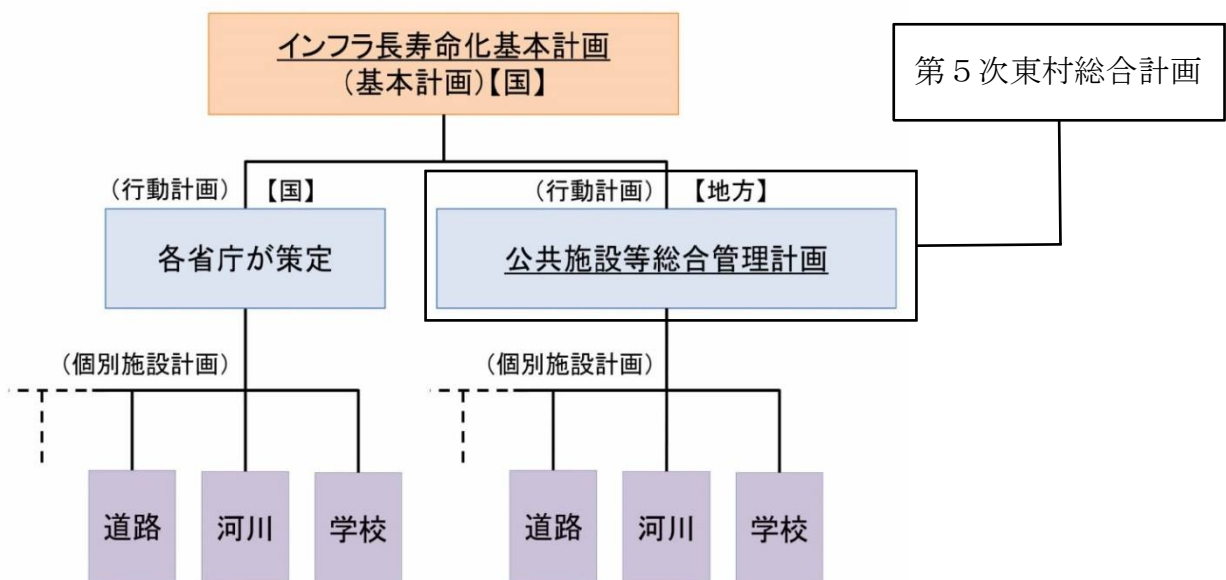 インフラ長寿命化基本計画
(基本計画)【国】
第５次東村総合計画
(行動計画) 【国】
各省庁が策定
(行動計画) 【地方】
公共施設等総合管理計画
(個別施設計画)
道路 河川 学校
(個別施設計画)
道路 河川 学校